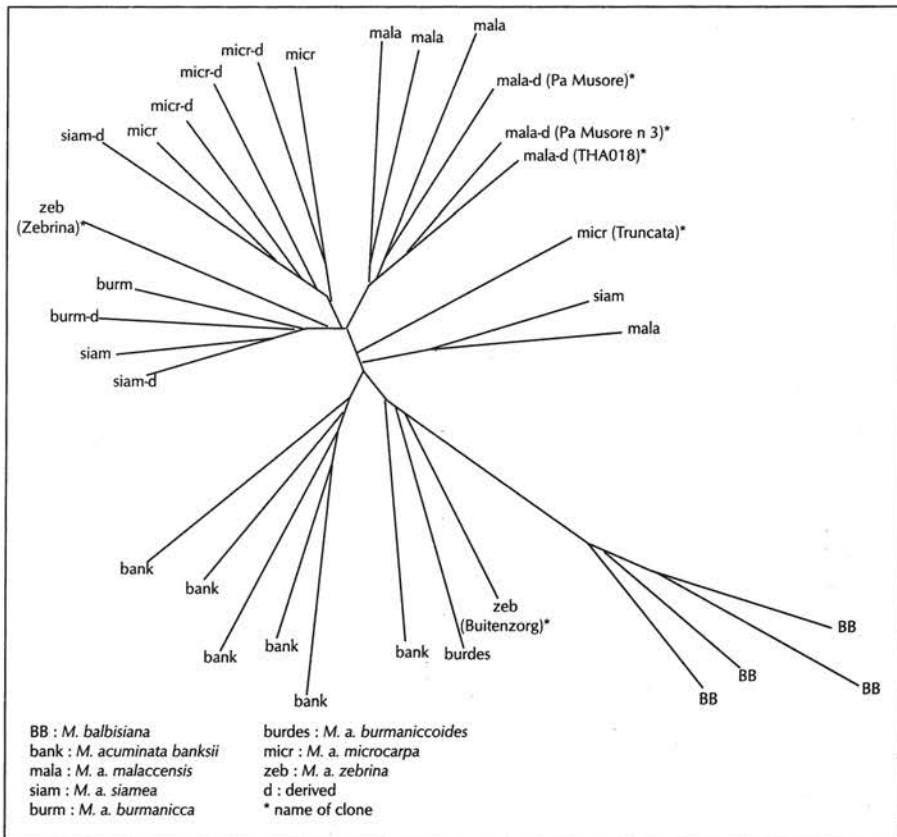 mala
mala
mala
micr-d
micr
micr-d
mala-d (Pa Musore)*
micr-d
siam-d
micr
mala-d (Pa Musore n 3)*
mala-d (THA018)*
zeb
(Zebrina)*
micr (Truncata)*
burm
siam
burm-d
mala
siam
siam-d
bank
bank
zeb
(Buitenzorg)*
BB
bank
bank
bank
burdes
BB
BB
BB
bank
BB : M. balbisiana
bank : M. acuminata banksii
mala : M. a. malaccensis
siam : M. a. siamea
burm : M. a. burmanicca
burdes : M. a. burmaniccoides
micr : M. a. microcarpa
zeb : M. a. zebrina
d : derived
* name of clone